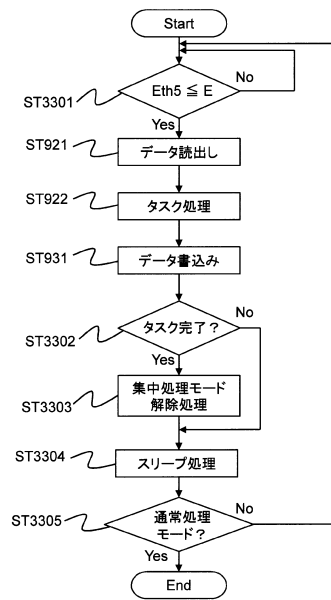 Start
ST3301
Eth5 ≦ E
No
Yes
ST921
データ読出し
ST922
タスク処理
ST931
データ書込み
ST3302
タスク完了?
No
Yes
ST3303
集中処理モード
解除処理
ST3304
スリープ処理
ST3305
通常処理
モード?
No
Yes
End